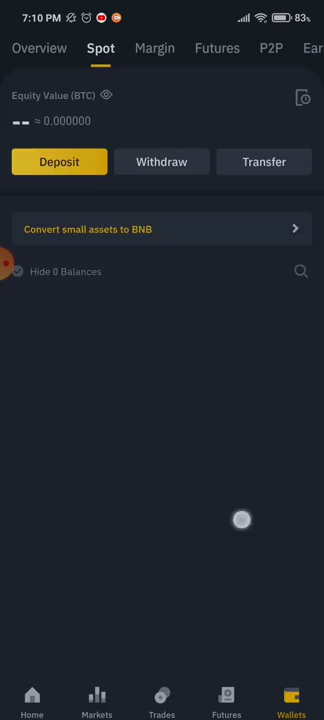 7:10 PM 83%
Overview Spot Margin Futures P2P Ear
Equity Value (BTC)
-- ≈ 0.000000
Deposit Withdraw Transfer
Convert small assets to BNB
Hide 0 Balances
Home Markets Trades Futures Wallets